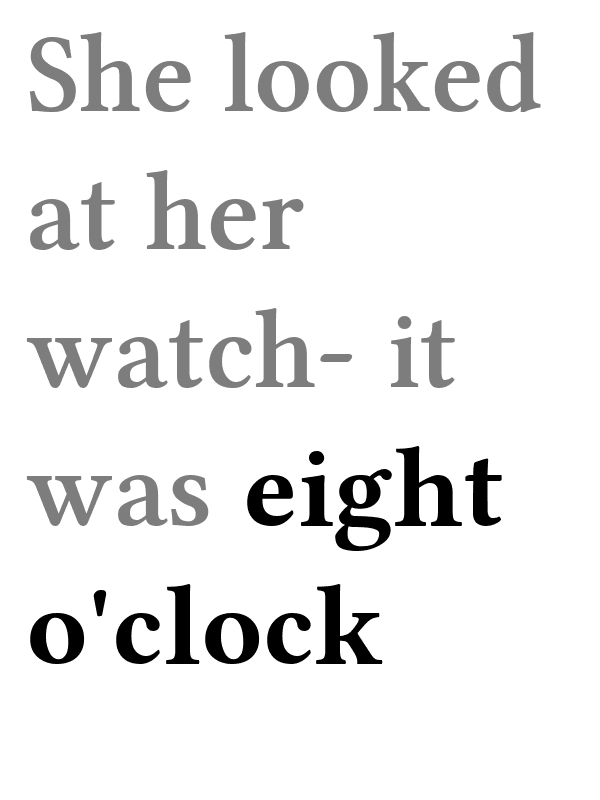 She looked
at her
watch- it
was eight
o'clock